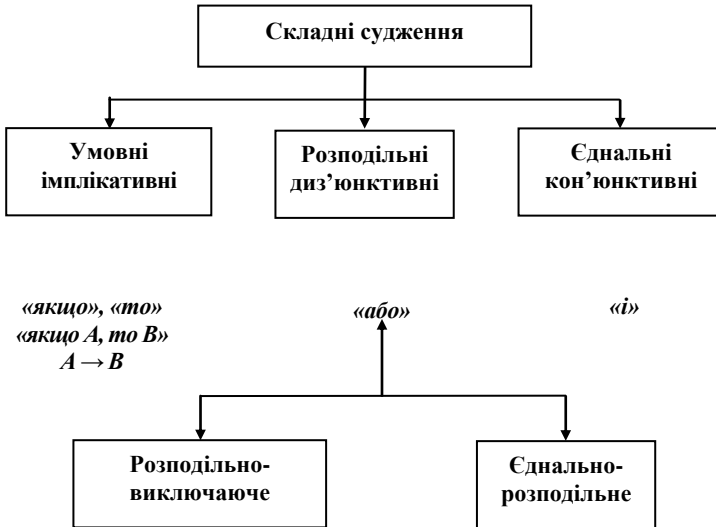 Складні судження
Умовні
імплікативні
Розподільні
диз’юнктивні
Єднальні
кон’юнктивні
«якщо», «то»
«якщо А, то В»
А → В
«або»
«і»
Розподільно-
виключаюче
Єднально-
розподільне